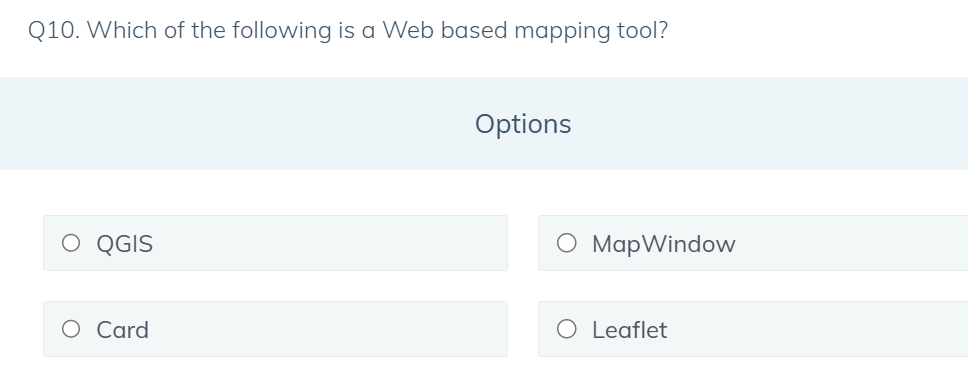 Q10. Which of the following is a Web based mapping tool?
Options
QGIS
MapWindow
Card
Leaflet